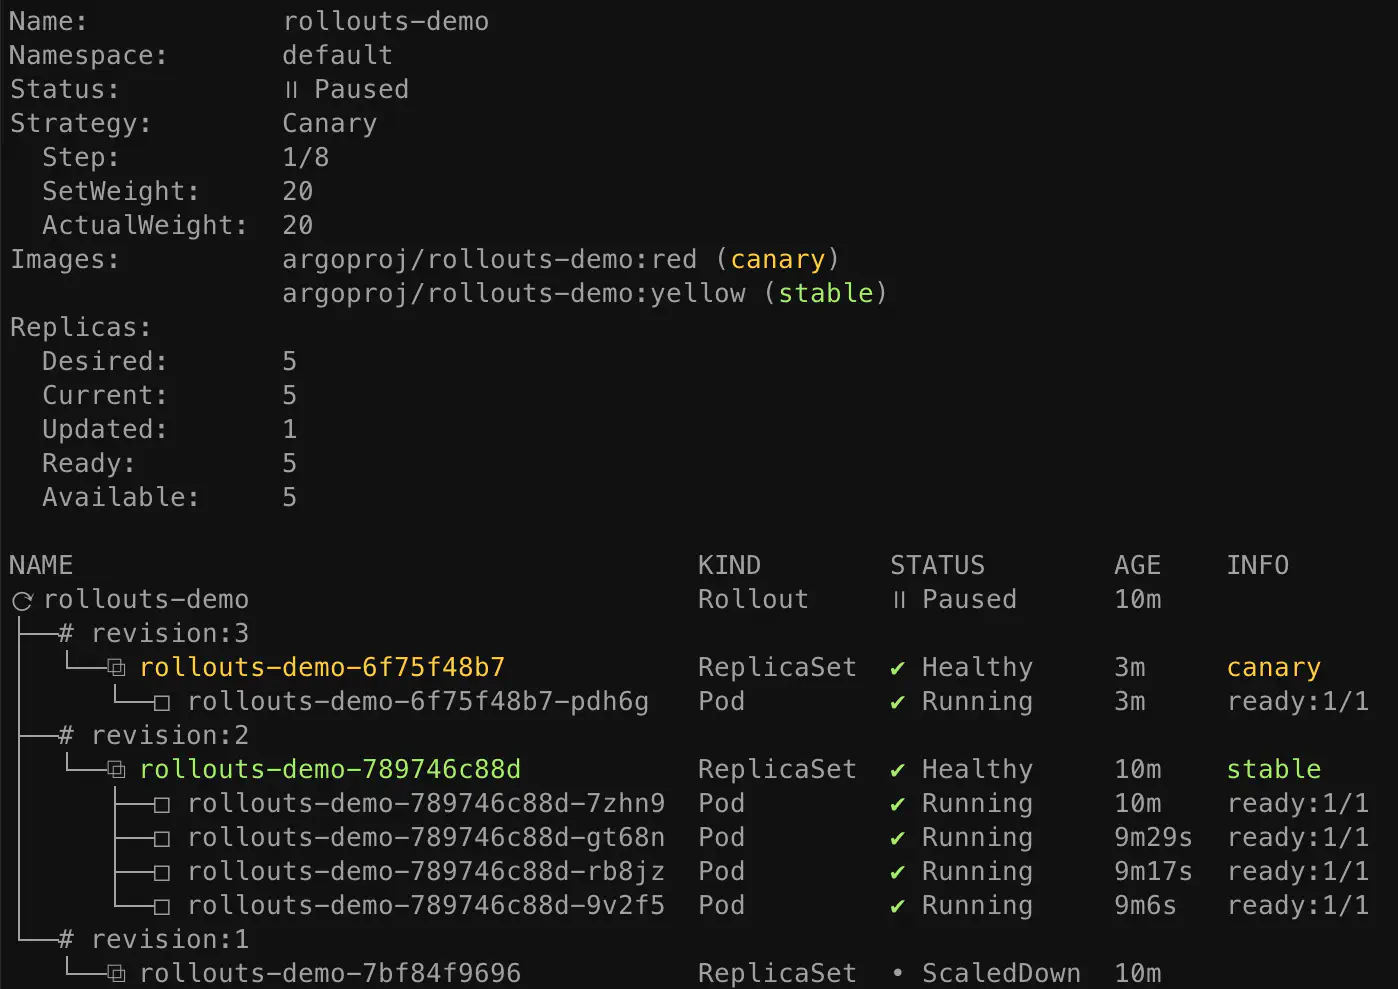 Name: rollouts-demo
Namespace: default
Status: ॥ Paused
Strategy: Canary
Step: 1/8
SetWeight: 20
ActualWeight: 20
Images: argoproj/rollouts-demo:red (canary)
argoproj/rollouts-demo:yellow (stable)
Replicas:
Desired: 5
Current: 5
Updated: 1
Ready: 5
Available: 5
NAME KIND STATUS AGE INFO
⟳ rollouts-demo Rollout ॥ Paused 10m
├──# revision:3
│  └──⧉ rollouts-demo-6f75f48b7 ReplicaSet ✔ Healthy 3m canary
│     └──□ rollouts-demo-6f75f48b7-pdh6g Pod ✔ Running 3m ready:1/1
├──# revision:2
│  └──⧉ rollouts-demo-789746c88d ReplicaSet ✔ Healthy 10m stable
│     ├──□ rollouts-demo-789746c88d-7zhn9 Pod ✔ Running 10m ready:1/1
│     ├──□ rollouts-demo-789746c88d-gt68n Pod ✔ Running 9m29s ready:1/1
│     ├──□ rollouts-demo-789746c88d-rb8jz Pod ✔ Running 9m17s ready:1/1
│     └──□ rollouts-demo-789746c88d-9v2f5 Pod ✔ Running 9m6s ready:1/1
└──# revision:1
   └──⧉ rollouts-demo-7bf84f9696 ReplicaSet • ScaledDown 10m